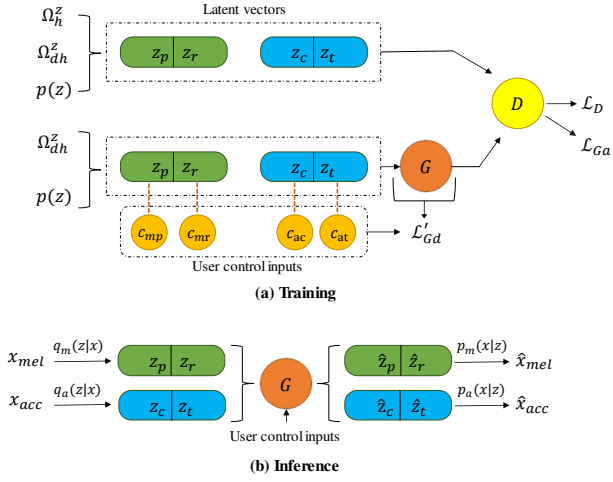 Ω_h^z
Ω_dh^z
p(z)
Latent vectors
z_p z_r z_c z_t
D
ℒ_D
ℒ_Ga
Ω_dh^z
p(z)
z_p z_r z_c z_t
G
c_mp c_mr c_ac c_at
ℒ'_Gd
User control inputs
(a) Training
x_mel q_m(z|x) z_p z_r
x_acc q_a(z|x) z_c z_t
G
User control inputs
ẑ_p ẑ_r p_m(x|z) x̂_mel
ẑ_c ẑ_t p_a(x|z) x̂_acc
(b) Inference